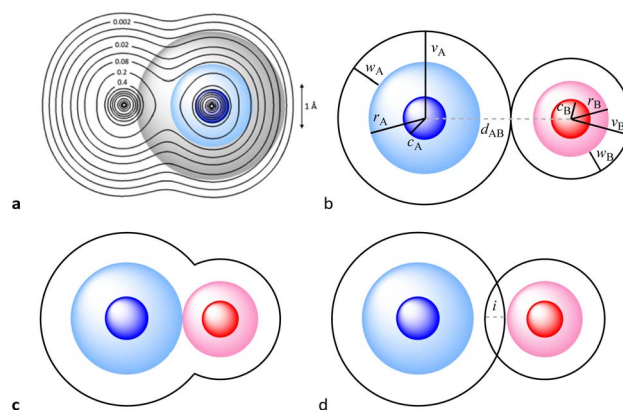 0.002
0.02
0.08
0.2
0.4
1 Å
a
v_A
w_A
r_A
c_A
d_AB
c_B
r_B
v_B
w_B
b
c
i
d